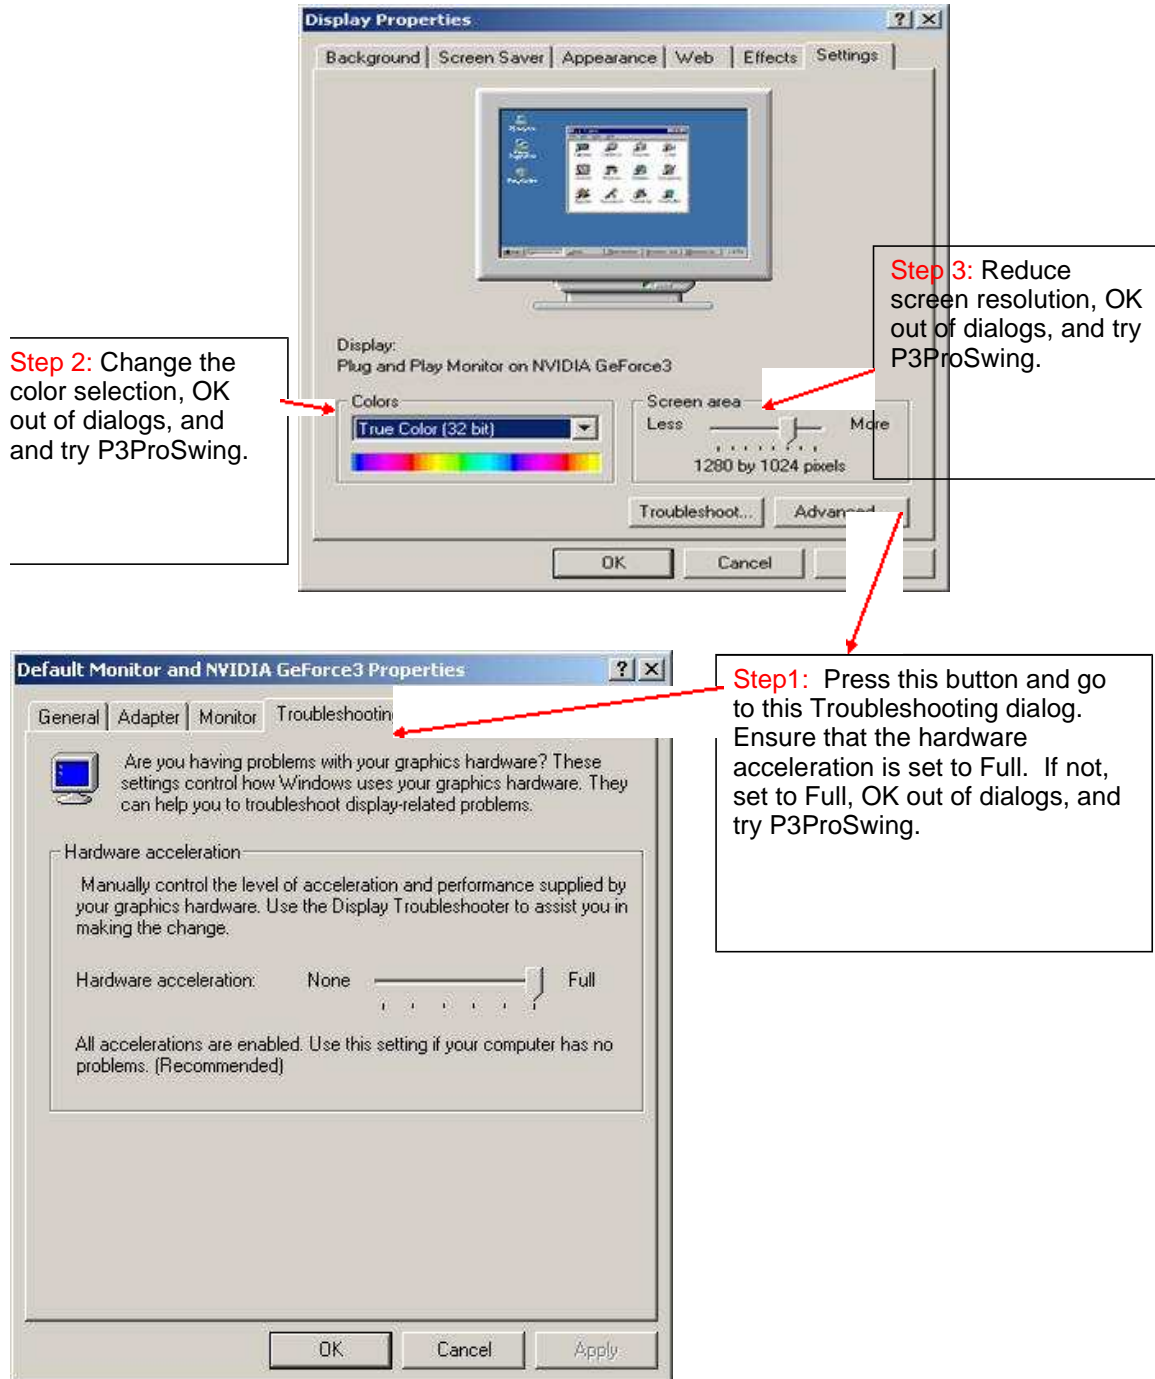 Display Properties
Background Screen Saver Appearance Web Effects Settings
Step 3: Reduce
screen resolution, OK
out of dialogs, and try
P3ProSwing.
Display:
Plug and Play Monitor on NVIDIA GeForce3
Step 2: Change the
color selection, OK
out of dialogs, and
and try P3ProSwing.
Colors
True Color (32 bit)
Screen area
Less More
1280 by 1024 pixels
Troubleshoot... Advanced...
OK Cancel
Default Monitor and NVIDIA GeForce3 Properties
General Adapter Monitor Troubleshooting
Are you having problems with your graphics hardware? These
settings control how Windows uses your graphics hardware. They
can help you to troubleshoot display-related problems.
Hardware acceleration
Manually control the level of acceleration and performance supplied by
your graphics hardware. Use the Display Troubleshooter to assist you in
making the change.
Hardware acceleration: None Full
All accelerations are enabled. Use this setting if your computer has no
problems. (Recommended)
OK Cancel Apply
Step1: Press this button and go
to this Troubleshooting dialog.
Ensure that the hardware
acceleration is set to Full. If not,
set to Full, OK out of dialogs, and
try P3ProSwing.